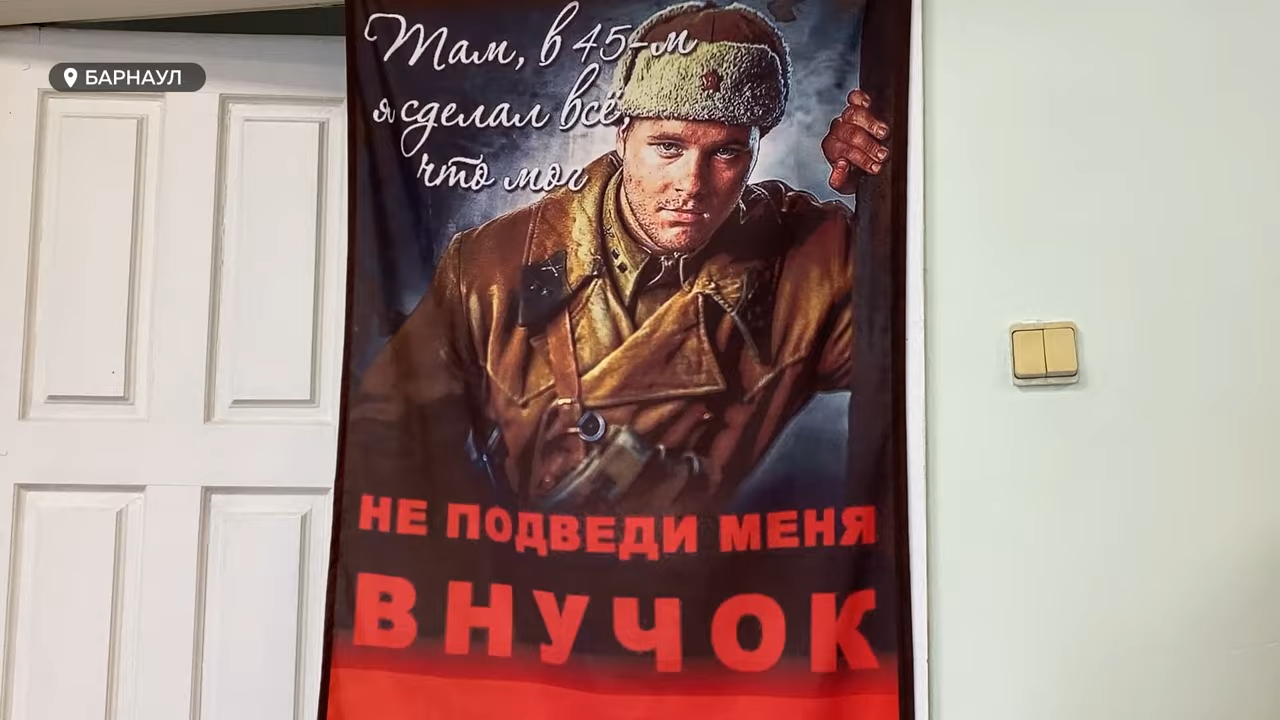 БАРНАУЛ
Там, в 45-м
я сделал всё,
что мог
НЕ ПОДВЕДИ МЕНЯ
ВНУЧОК